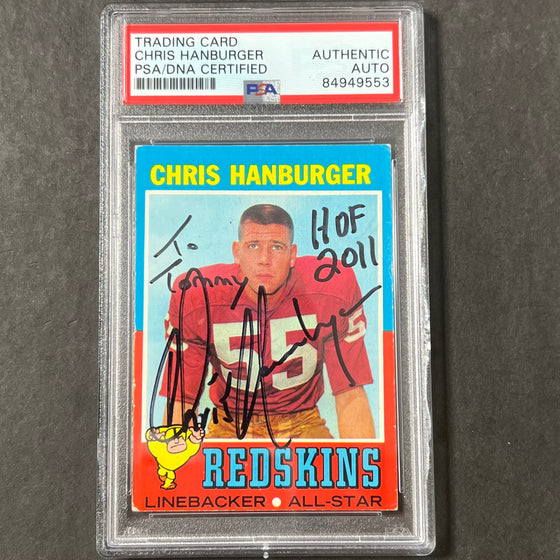 TRADING CARD
CHRIS HANBURGER
PSA/DNA CERTIFIED
AUTHENTIC
AUTO
84949553
PSA
CHRIS HANBURGER
To
Tommy
HOF
2011
55
55
Chris Hanburger
REDSKINS
LINEBACKER • ALL-STAR